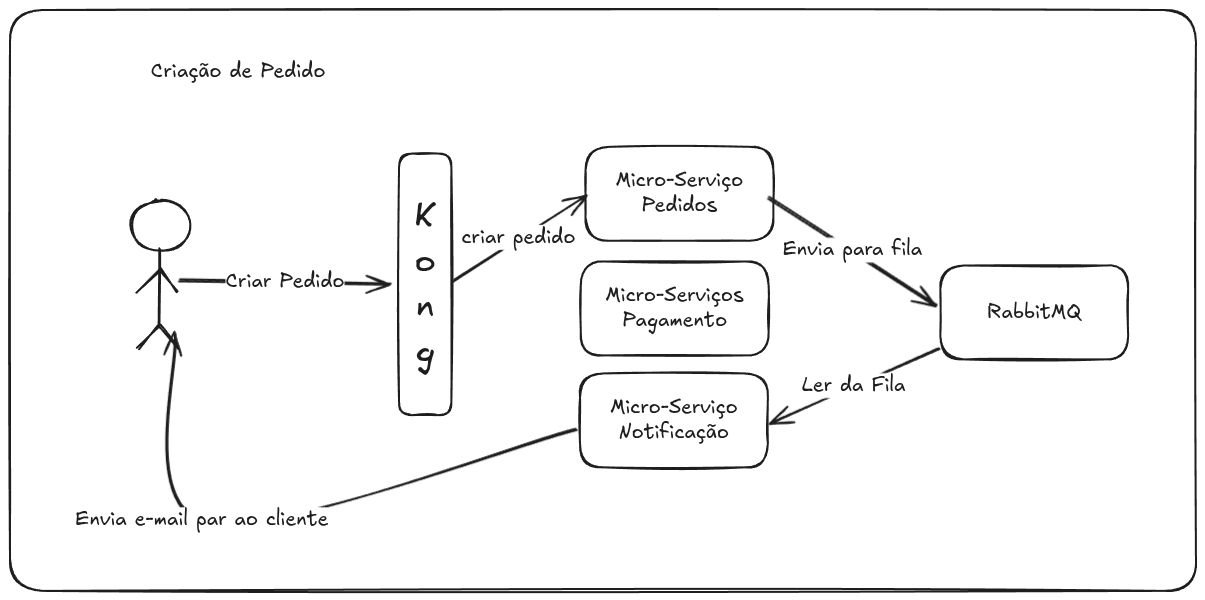 Criação de Pedido
Criar Pedido
K
o
n
g
criar pedido
Micro-Serviço
Pedidos
Envia para fila
Micro-Serviços
Pagamento
RabbitMQ
Ler da Fila
Micro-Serviço
Notificação
Envia e-mail par ao cliente